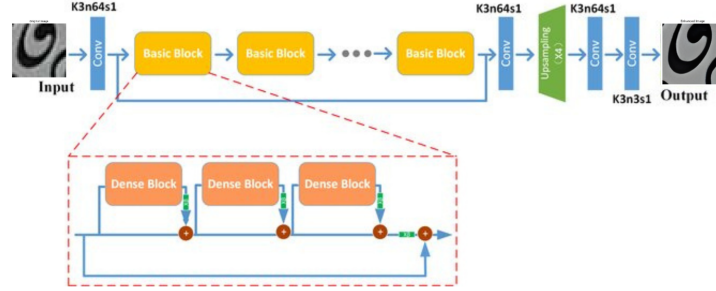 K3n64s1
K3n64s1
K3n64s1
Input
Conv
Basic Block
Basic Block
Basic Block
Conv
Upsampling
(X4)
Conv
Conv
K3n3s1
Output
Dense Block
Dense Block
Dense Block
+
+
+
+